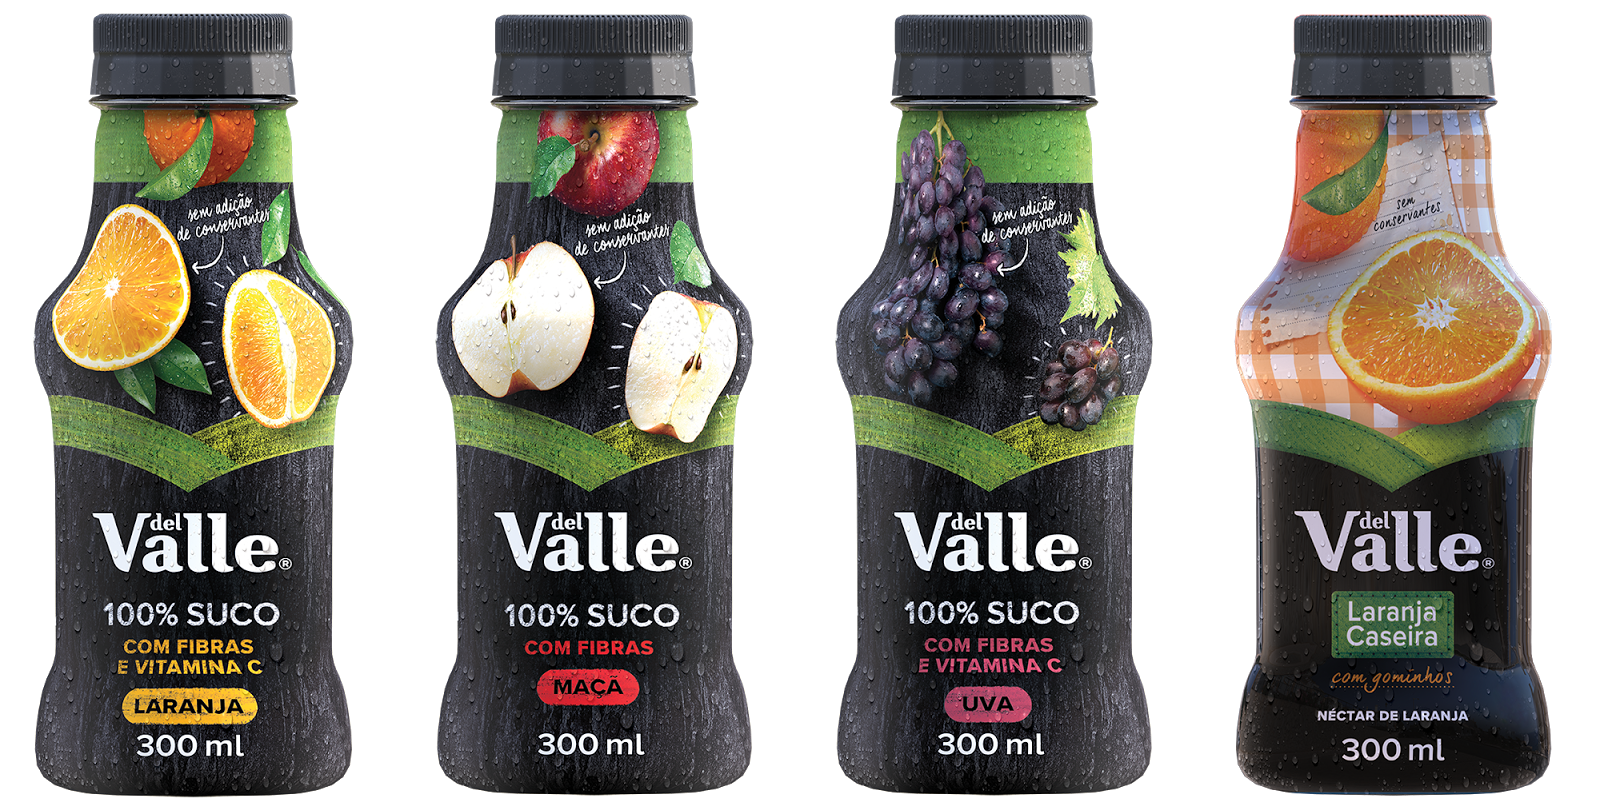 sem adição
de conservantes
del
Valle®
100% SUCO
COM FIBRAS
E VITAMINA C
LARANJA
300 ml
sem adição
de conservantes
del
Valle®
100% SUCO
COM FIBRAS
MAÇÃ
300 ml
sem adição
de conservantes
del
Valle®
100% SUCO
COM FIBRAS
E VITAMINA C
UVA
300 ml
sem
conservantes
del
Valle®
Laranja
Caseira
com gominhos
NÉCTAR DE LARANJA
300 ml